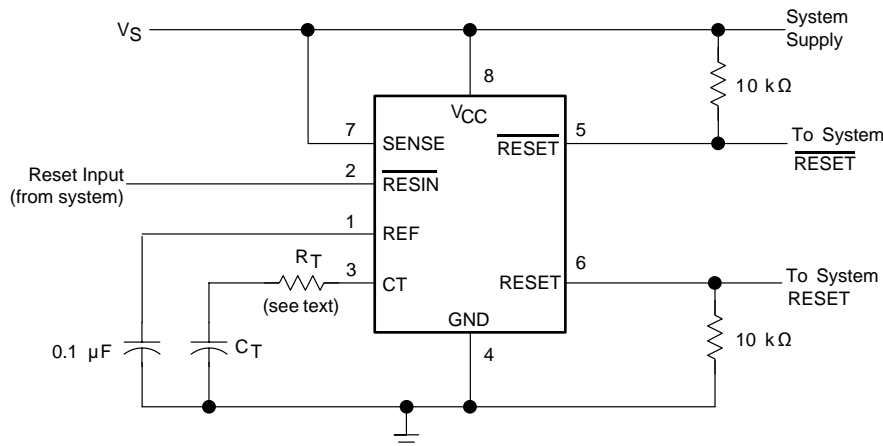 VS
System
Supply
8
10 kΩ
VCC
7
SENSE
RESET
5
To System
RESET
Reset Input
(from system)
2
RESIN
1
REF
RT
3
CT
(see text)
RESET
6
To System
RESET
GND
4
0.1 µF
CT
10 kΩ